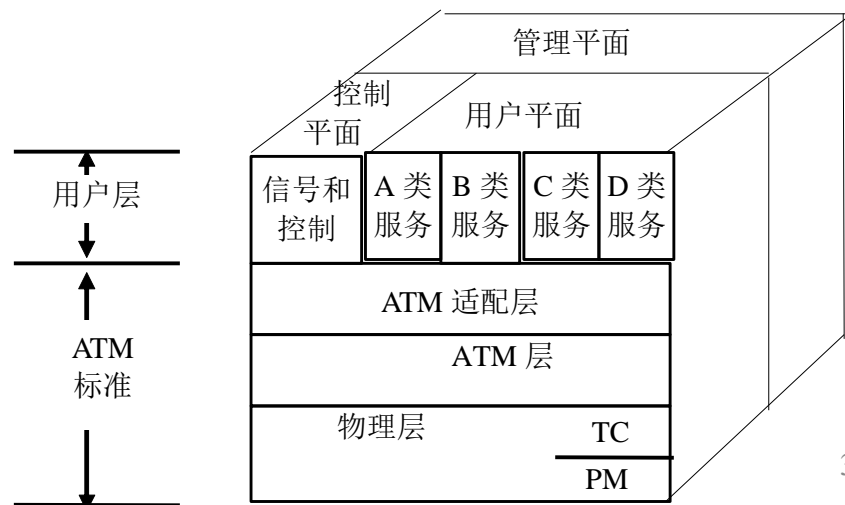 管理平面
控制
平面
用户平面
用户层
信号和
控制
A 类
服务
B 类
服务
C 类
服务
D 类
服务
ATM 适配层
ATM
标准
ATM 层
物理层
TC
PM